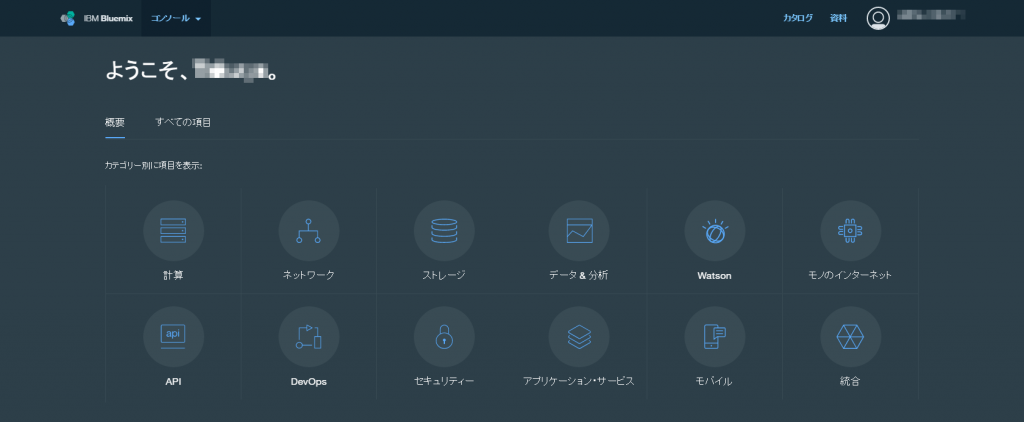 IBM Bluemix コンソール カタログ 資料
ようこそ、 。
概要 すべての項目
カテゴリー別に項目を表示:
計算 ネットワーク ストレージ データ & 分析 Watson モノのインターネット
api
API DevOps セキュリティー アプリケーション・サービス モバイル 統合